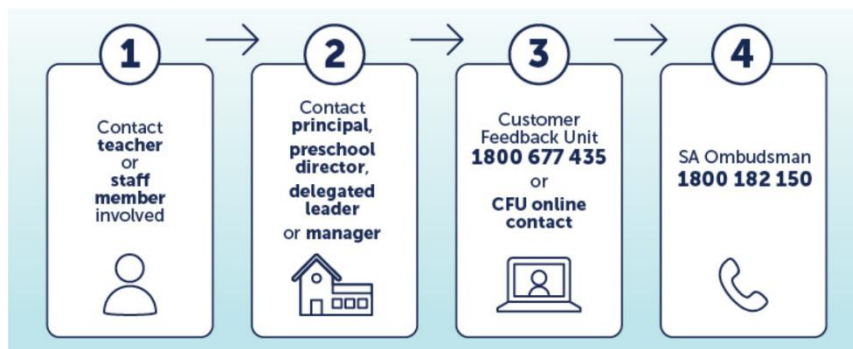 1
Contact
teacher
or
staff
member
involved
2
Contact
principal,
preschool
director,
delegated
leader
or manager
3
Customer
Feedback Unit
1800 677 435
or
CFU online
contact
4
SA Ombudsman
1800 182 150